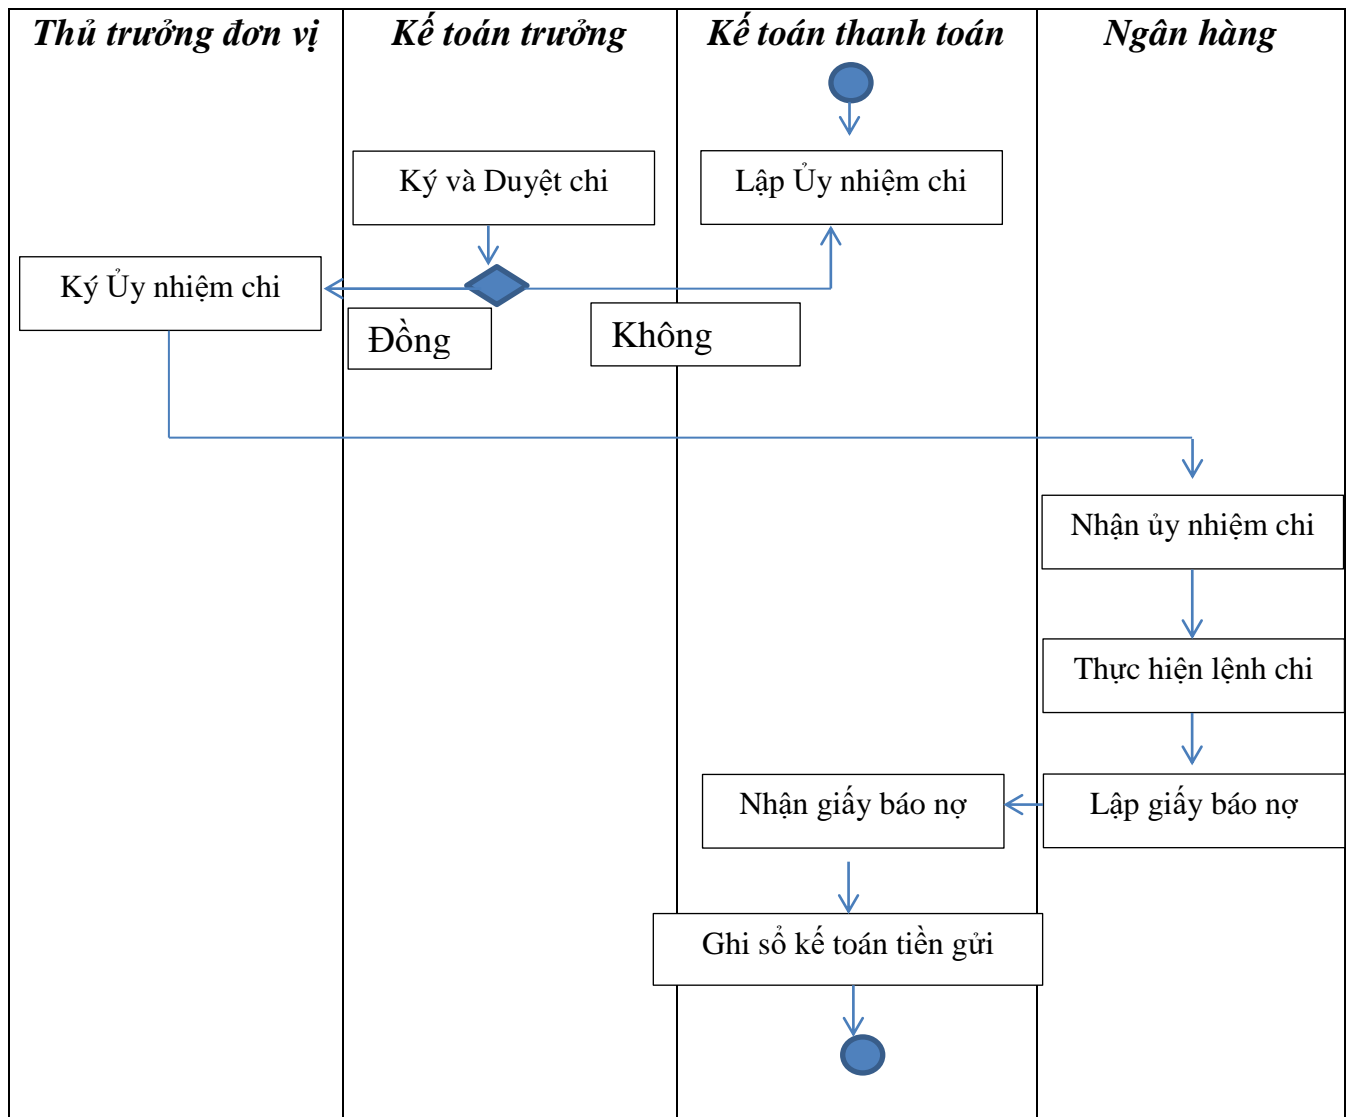 Thủ trưởng đơn vị
Kế toán trưởng
Kế toán thanh toán
Ngân hàng
Ký và Duyệt chi
Lập Ủy nhiệm chi
Ký Ủy nhiệm chi
Đồng
Không
Nhận ủy nhiệm chi
Thực hiện lệnh chi
Nhận giấy báo nợ
Lập giấy báo nợ
Ghi sổ kế toán tiền gửi